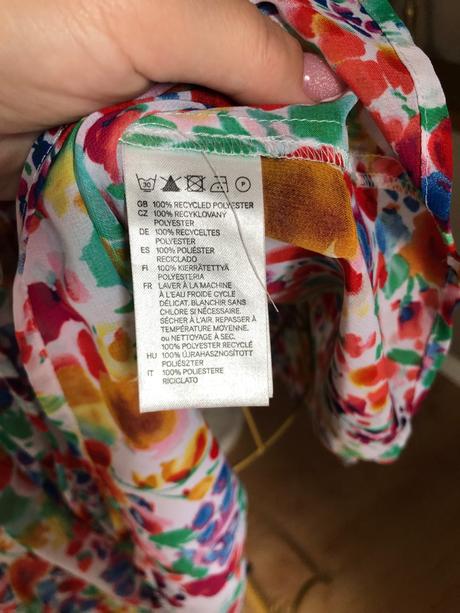 30
P
GB 100% RECYCLED POLYESTER
CZ 100% RECYKLOVANÝ
POLYESTER
DE 100% RECYCELTES
POLYESTER
ES 100% POLIÉSTER
RECICLADO
FI 100% KIERRÄTETTYÄ
POLYESTERIÄ
FR LAVER À LA MACHINE
À L'EAU FROIDE CYCLE
DÉLICAT. BLANCHIR SANS
CHLORE SI NÉCESSAIRE.
SÉCHER À L'AIR. REPASSER À
TEMPÉRATURE MOYENNE.
ou NETTOYAGE À SEC.
100% POLYESTER RECYCLÉ
HU 100% ÚJRAHASZNOSÍTOTT
POLIÉSZTER
IT 100% POLIESTERE
RICICLATO